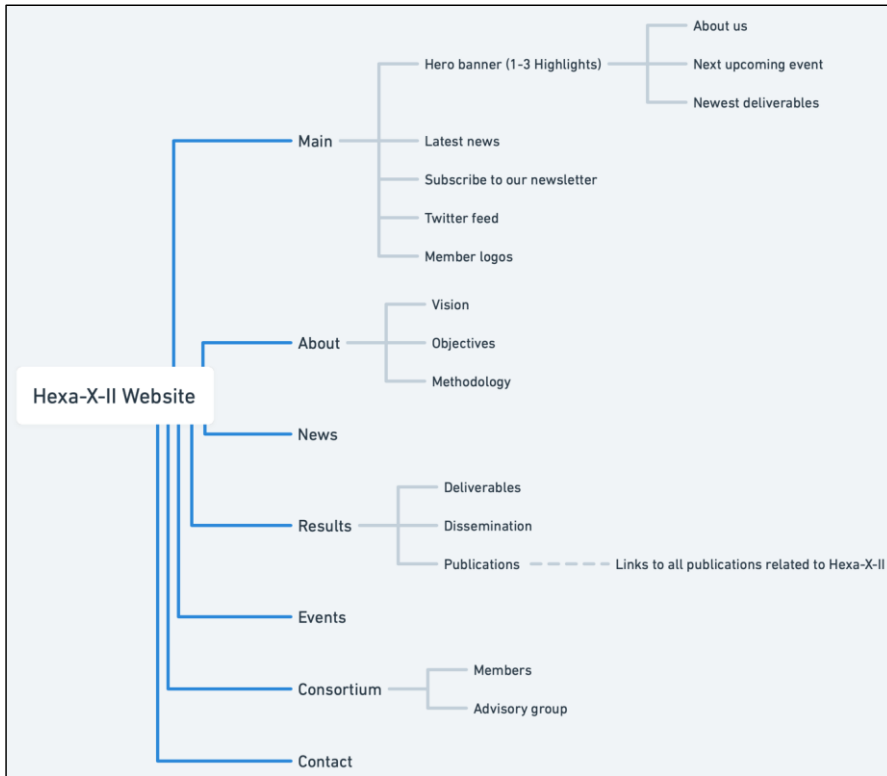 About us
Hero banner (1-3 Highlights)
Next upcoming event
Newest deliverables
Main
Latest news
Subscribe to our newsletter
Twitter feed
Member logos
Vision
About
Objectives
Methodology
Hexa-X-II Website
News
Deliverables
Results
Dissemination
Publications
Links to all publications related to Hexa-X-II
Events
Members
Consortium
Advisory group
Contact